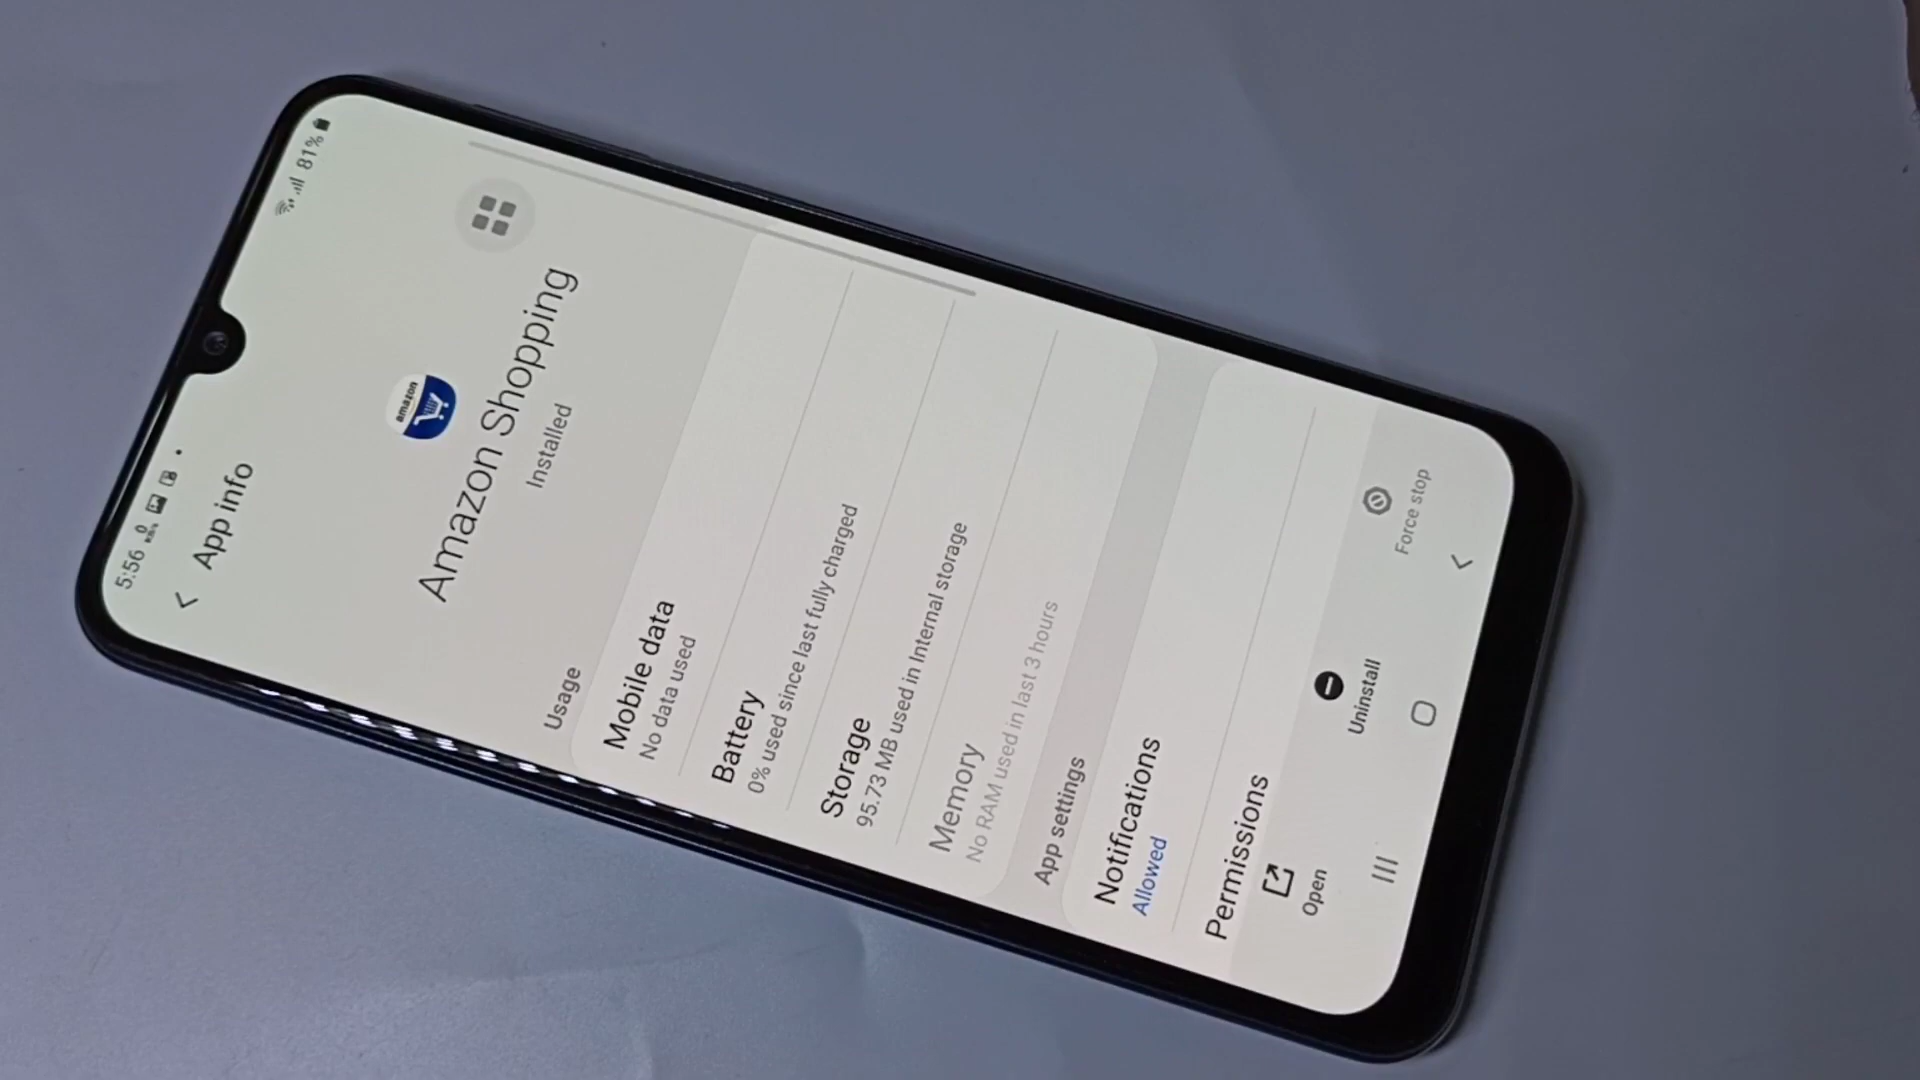 5:56 0 81%
App info
amazon
Amazon Shopping
Installed
Usage
Mobile data
No data used
Battery
0% used since last fully charged
Storage
95.73 MB used in Internal storage
Memory
No RAM used in last 3 hours
App settings
Notifications
Allowed
Permissions
Open
Uninstall
Force stop